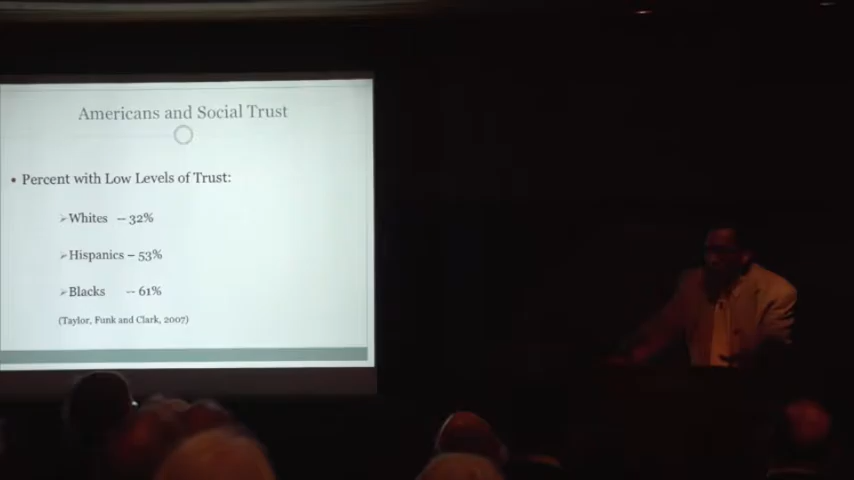 Americans and Social Trust
• Percent with Low Levels of Trust:
➢Whites – 32%
➢Hispanics – 53%
➢Blacks -- 61%
(Taylor, Funk and Clark, 2007)